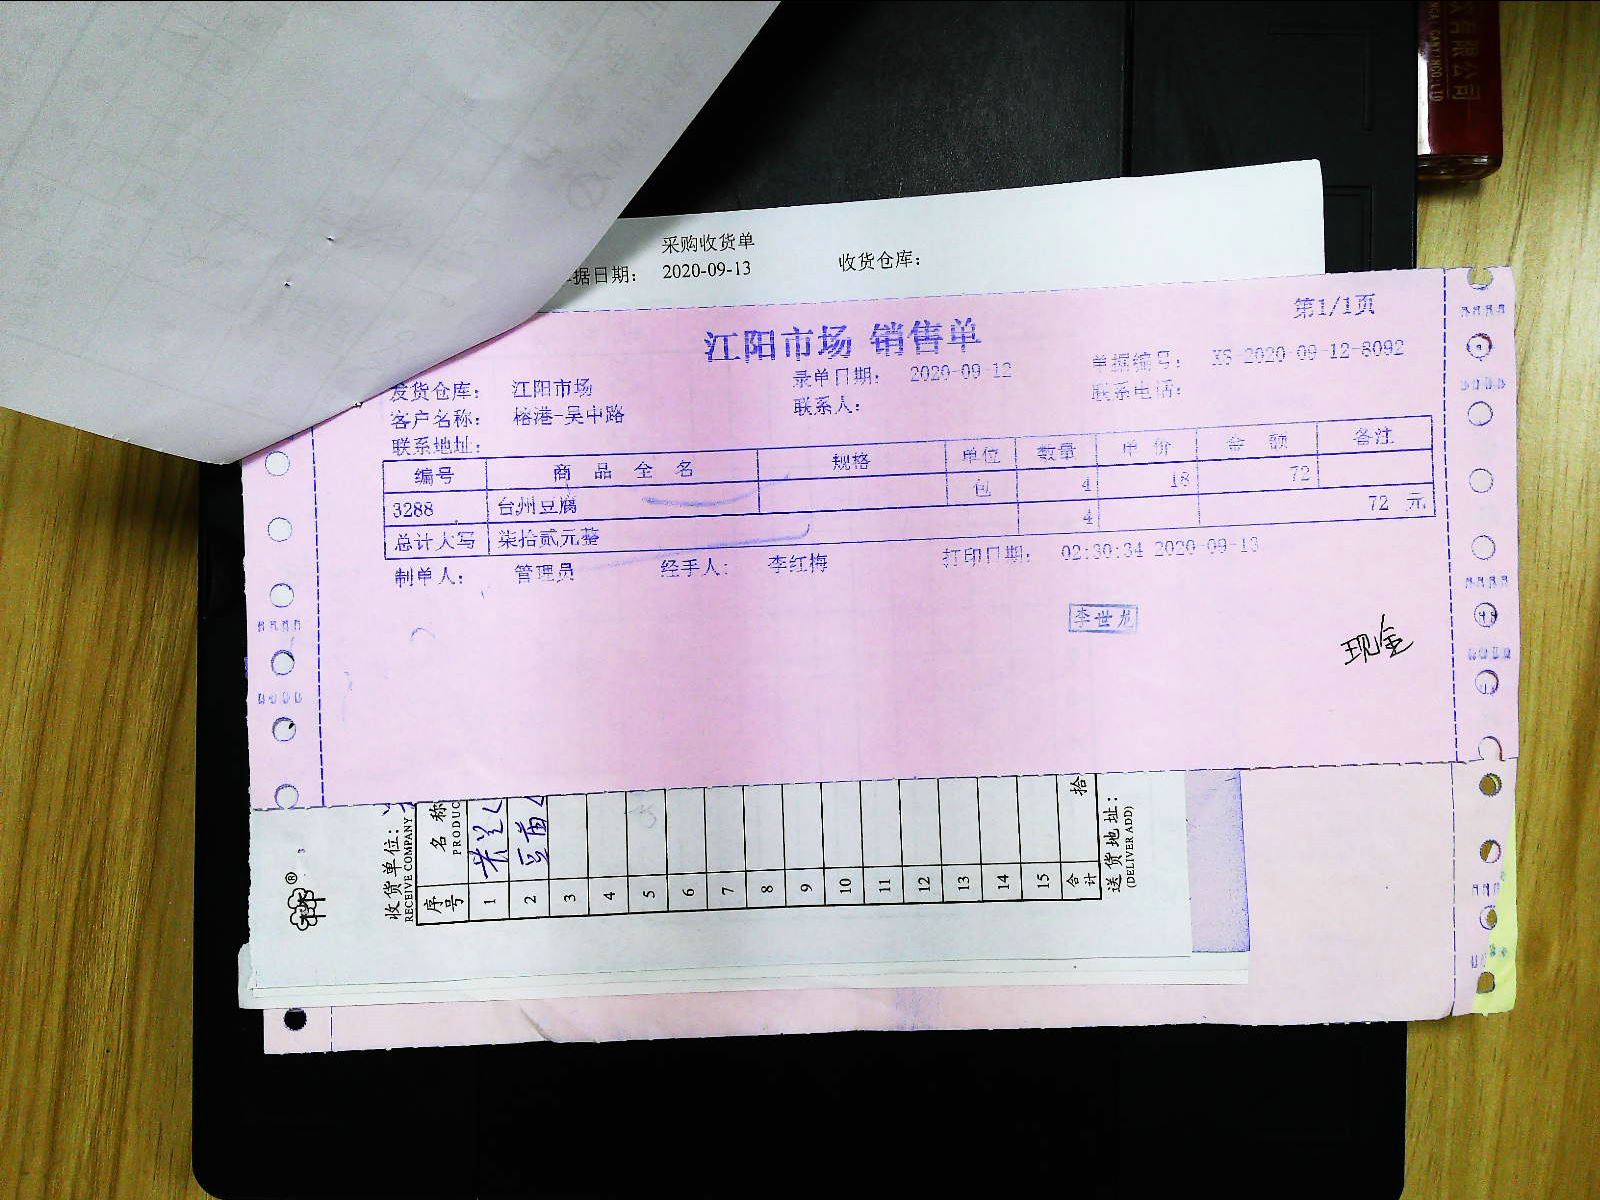 有限公司
采购收货单
据日期： 2020-09-13 收货仓库：
第1/1页
江阳市场 销售单
发货仓库： 江阳市场 录单日期： 2020-09-12 单据编号： XS-2020-09-12-8092
客户名称： 榕港-吴中路 联系人： 联系电话：
联系地址：
编号 商品全名 规格 单位 数量 单价 金额 备注
3288 台州豆腐 包 4 18 72
总计大写 柒拾贰元整 4 72 元
制单人： 管理员 经手人： 李红梅 打印日期： 02:30:34 2020-09-13
李世龙
现金
收货单位：
RECEIVE COMPANY
序号 名称
PRODUC
1
2 豆苗
3
4
5
6
7
8
9
10
11
12
13
14
15
合计 拾
送货地址：
(DELIVER ADD)